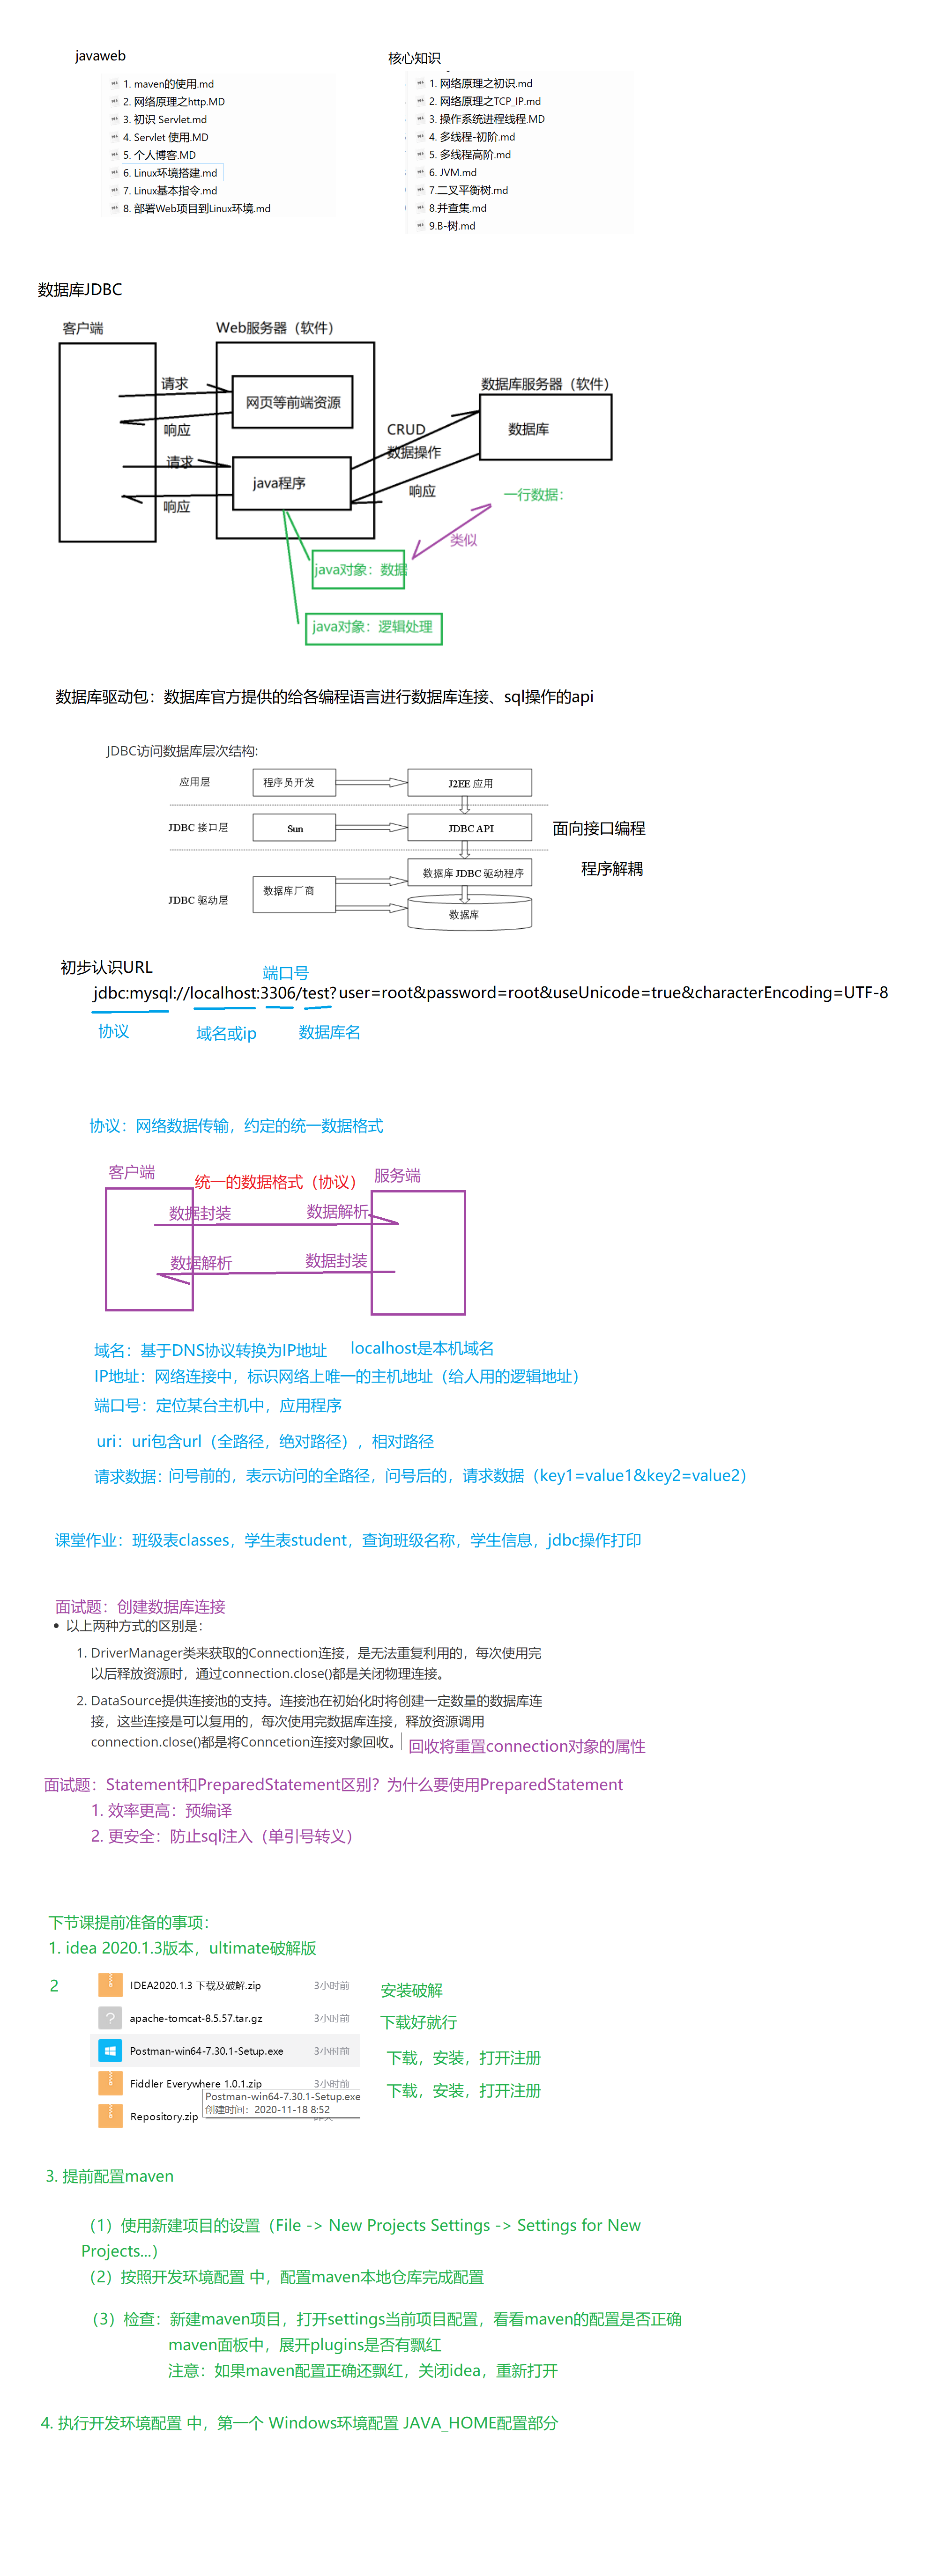 javaweb
1. maven的使用.md
2. 网络原理之http.MD
3. 初识 Servlet.md
4. Servlet 使用.MD
5. 个人博客.MD
6. Linux环境搭建.md
7. Linux基本指令.md
8. 部署Web项目到Linux环境.md
核心知识
1. 网络原理之初识.md
2. 网络原理之TCP_IP.md
3. 操作系统进程线程.MD
4. 多线程-初阶.md
5. 多线程高阶.md
6. JVM.md
7.二叉平衡树.md
8.并查集.md
9.B-树.md
数据库JDBC
客户端
Web服务器（软件）
数据库服务器（软件）
请求
网页等前端资源
响应
CRUD
数据操作
数据库
请求
java程序
响应
响应
一行数据：
类似
java对象：数据
java对象：逻辑处理
数据库驱动包：数据库官方提供的给各编程语言进行数据库连接、sql操作的api
JDBC访问数据库层次结构:
应用层
程序员开发
J2EE 应用
JDBC 接口层
Sun
JDBC API
面向接口编程
程序解耦
数据库 JDBC 驱动程序
JDBC 驱动层
数据库厂商
数据库
初步认识URL
端口号
jdbc:mysql://localhost:3306/test?user=root&password=root&useUnicode=true&characterEncoding=UTF-8
协议
域名或ip
数据库名
协议：网络数据传输，约定的统一数据格式
客户端
统一的数据格式（协议）
服务端
数据封装
数据解析
数据解析
数据封装
域名：基于DNS协议转换为IP地址
localhost是本机域名
IP地址：网络连接中，标识网络上唯一的主机地址（给人用的逻辑地址）
端口号：定位某台主机中，应用程序
uri：uri包含url（全路径，绝对路径），相对路径
请求数据：问号前的，表示访问的全路径，问号后的，请求数据（key1=value1&key2=value2）
课堂作业：班级表classes，学生表student，查询班级名称，学生信息，jdbc操作打印
面试题：创建数据库连接
以上两种方式的区别是：
1. DriverManager类来获取的Connection连接，是无法重复利用的，每次使用完
以后释放资源时，通过connection.close()都是关闭物理连接。
2. DataSource提供连接池的支持。连接池在初始化时将创建一定数量的数据库连
接，这些连接是可以复用的，每次使用完数据库连接，释放资源调用
connection.close()都是将Conncetion连接对象回收。
回收将重置connection对象的属性
面试题：Statement和PreparedStatement区别？为什么要使用PreparedStatement
1. 效率更高：预编译
2. 更安全：防止sql注入（单引号转义）
下节课提前准备的事项：
1. idea 2020.1.3版本，ultimate破解版
2
IDEA2020.1.3 下载及破解.zip 3小时前
安装破解
apache-tomcat-8.5.57.tar.gz 3小时前
下载好就行
Postman-win64-7.30.1-Setup.exe 3小时前
下载，安装，打开注册
Fiddler Everywhere 1.0.1.zip 3小时前
下载，安装，打开注册
Postman-win64-7.30.1-Setup.exe
创建时间：2020-11-18 8:52
Repository.zip
3. 提前配置maven
（1）使用新建项目的设置（File -> New Projects Settings -> Settings for New
Projects...）
（2）按照开发环境配置 中，配置maven本地仓库完成配置
（3）检查：新建maven项目，打开settings当前项目配置，看看maven的配置是否正确
maven面板中，展开plugins是否有飘红
注意：如果maven配置正确还飘红，关闭idea，重新打开
4. 执行开发环境配置 中，第一个 Windows环境配置 JAVA_HOME配置部分